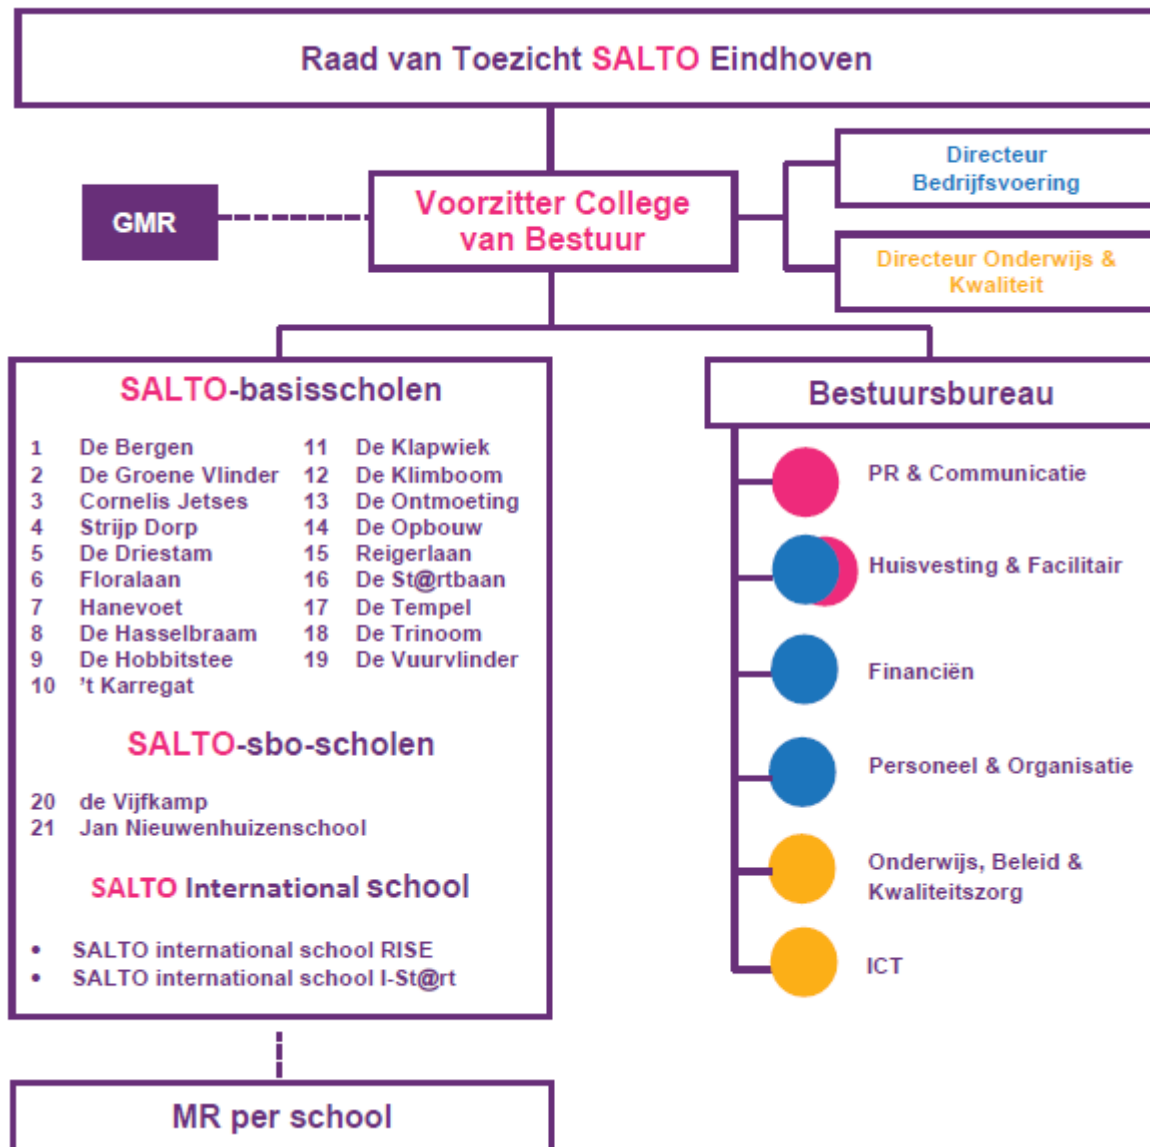 Raad van Toezicht SALTO Eindhoven
Directeur
Bedrijfsvoering
GMR
Voorzitter College
van Bestuur
Directeur Onderwijs &
Kwaliteit
SALTO-basisscholen
1 De Bergen
2 De Groene Vlinder
3 Cornelis Jetses
4 Strijp Dorp
5 De Driestam
6 Floralaan
7 Hanevoet
8 De Hasselbraam
9 De Hobbitstee
10 't Karregat
11 De Klapwiek
12 De Klimboom
13 De Ontmoeting
14 De Opbouw
15 Reigerlaan
16 De St@rtbaan
17 De Tempel
18 De Trinoom
19 De Vuurvlinder
SALTO-sbo-scholen
20 de Vijfkamp
21 Jan Nieuwenhuizenschool
SALTO International school
• SALTO international school RISE
• SALTO international school I-St@rt
MR per school
Bestuursbureau
PR & Communicatie
Huisvesting & Facilitair
Financiën
Personeel & Organisatie
Onderwijs, Beleid &
Kwaliteitszorg
ICT